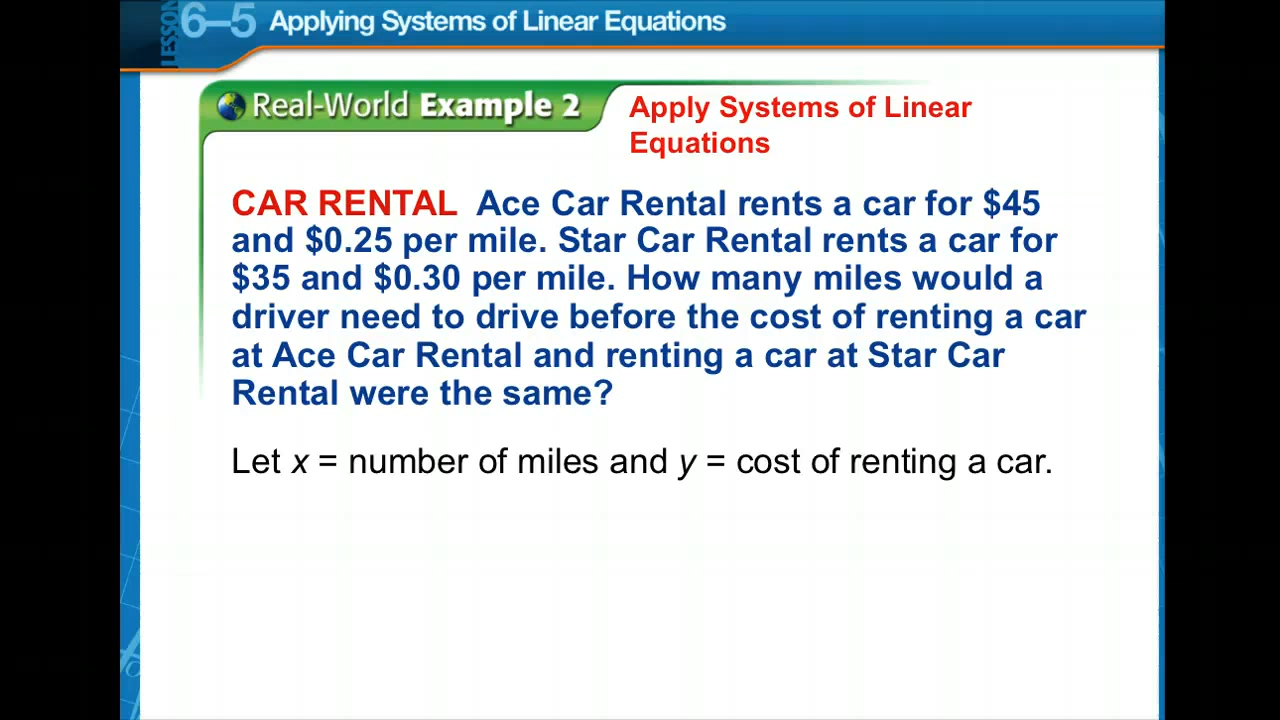 LESSON 6–5 Applying Systems of Linear Equations
Real-World Example 2
Apply Systems of Linear
Equations
CAR RENTAL Ace Car Rental rents a car for $45
and $0.25 per mile. Star Car Rental rents a car for
$35 and $0.30 per mile. How many miles would a
driver need to drive before the cost of renting a car
at Ace Car Rental and renting a car at Star Car
Rental were the same?
Let x = number of miles and y = cost of renting a car.